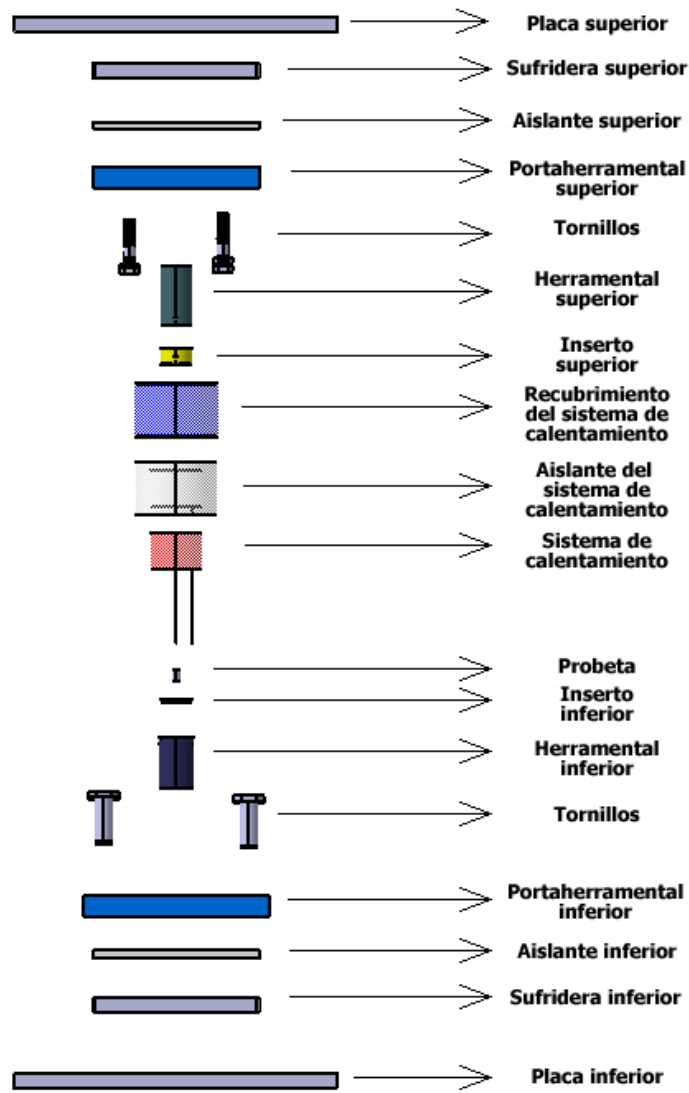 Placa superior
Sufridera superior
Aislante superior
Portaherramental
superior
Tornillos
Herramental
superior
Inserto
superior
Recubrimiento
del sistema de
calentamiento
Aislante del
sistema de
calentamiento
Sistema de
calentamiento
Probeta
Inserto
inferior
Herramental
inferior
Tornillos
Portaherramental
inferior
Aislante inferior
Sufridera inferior
Placa inferior